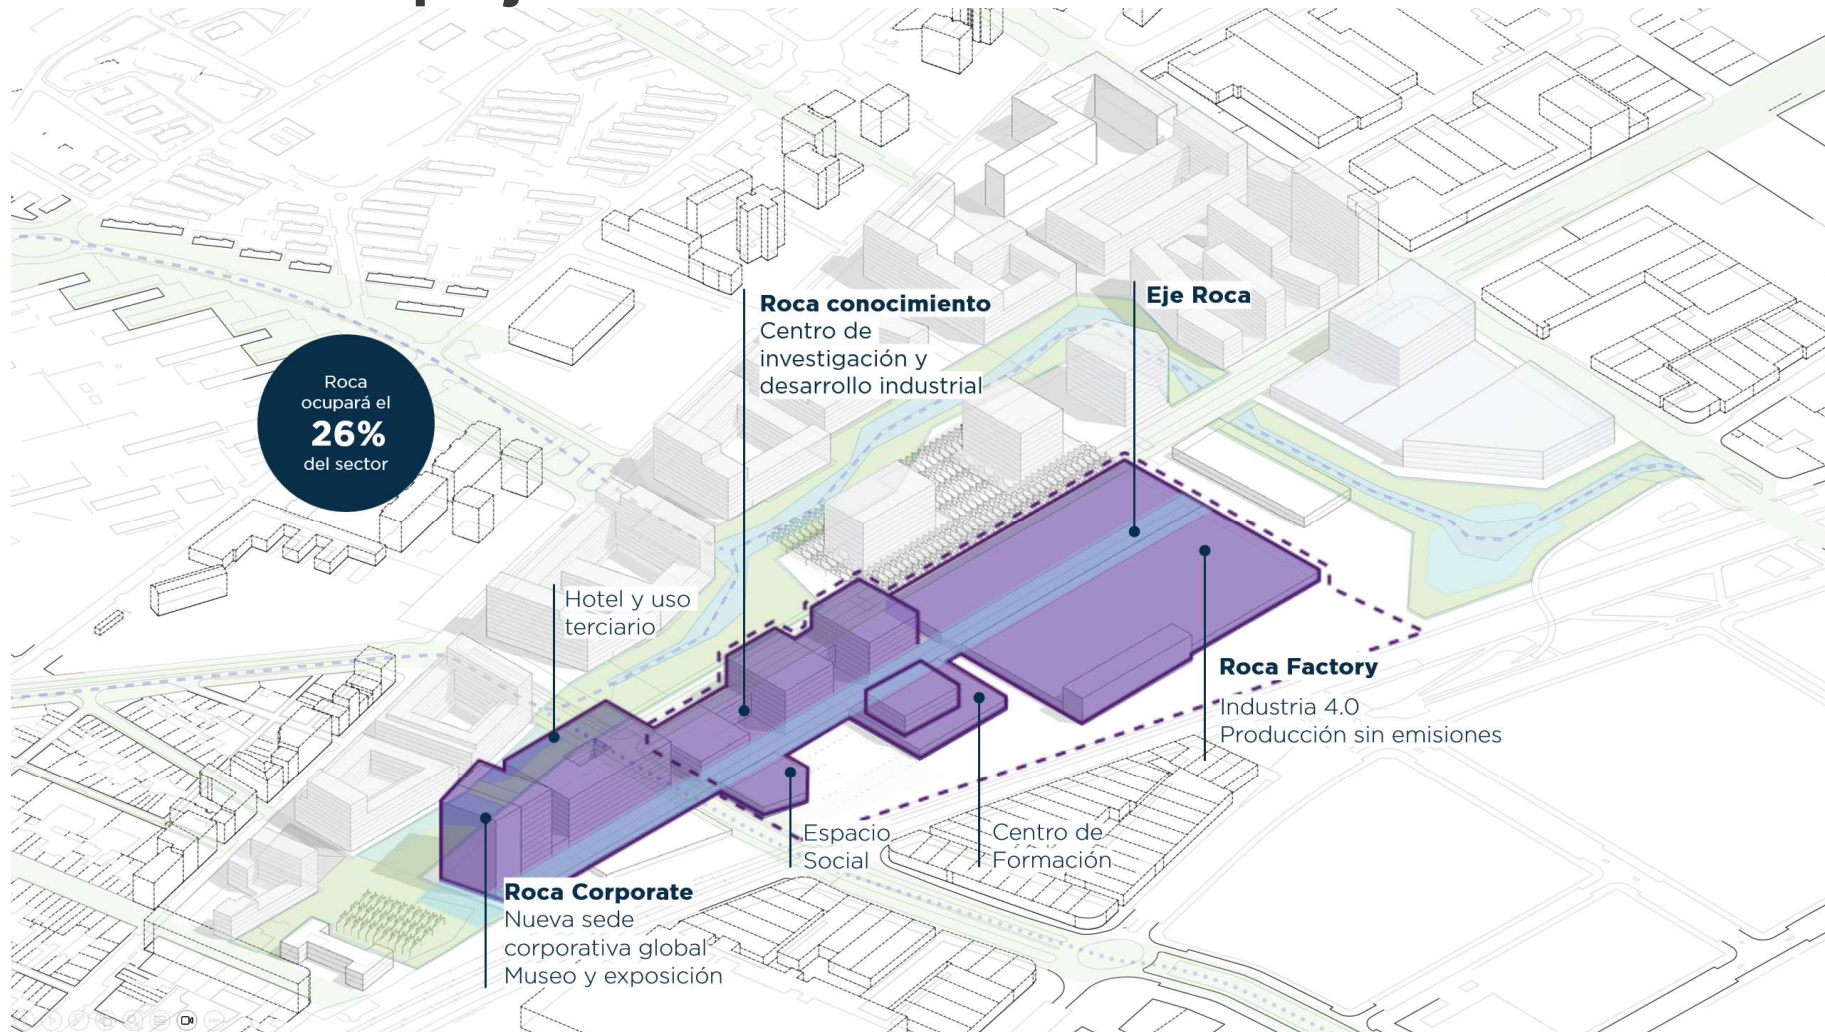 Roca conocimiento
Centro de
investigación y
desarrollo industrial
Eje Roca
Roca
ocupará el
26%
del sector
Hotel y uso
terciario
Roca Factory
Industria 4.0
Producción sin emisiones
Espacio
Social
Centro de
Formación
Roca Corporate
Nueva sede
corporativa global
Museo y exposición